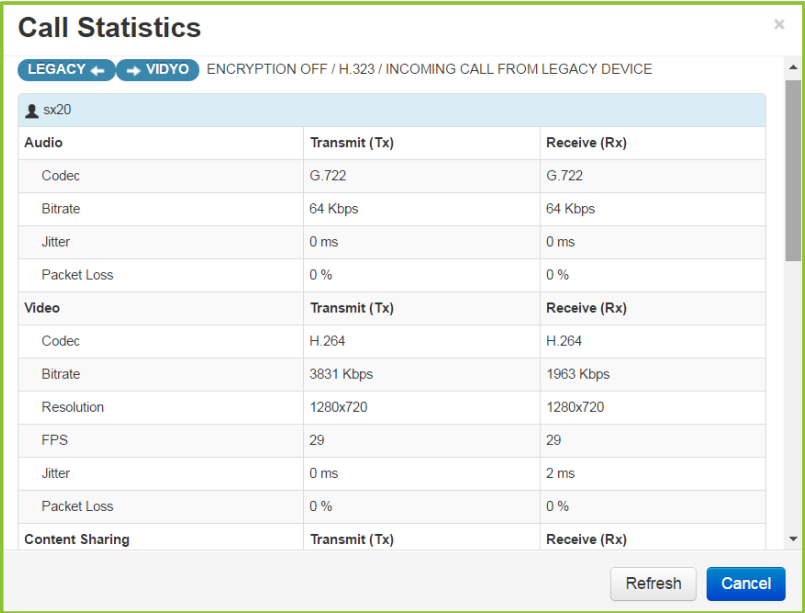 Call Statistics
×
LEGACY ← → VIDYO ENCRYPTION OFF / H.323 / INCOMING CALL FROM LEGACY DEVICE
sx20
Audio Transmit (Tx) Receive (Rx)
Codec G.722 G.722
Bitrate 64 Kbps 64 Kbps
Jitter 0 ms 0 ms
Packet Loss 0 % 0 %
Video Transmit (Tx) Receive (Rx)
Codec H.264 H.264
Bitrate 3831 Kbps 1963 Kbps
Resolution 1280x720 1280x720
FPS 29 29
Jitter 0 ms 2 ms
Packet Loss 0 % 0 %
Content Sharing Transmit (Tx) Receive (Rx)
Refresh Cancel